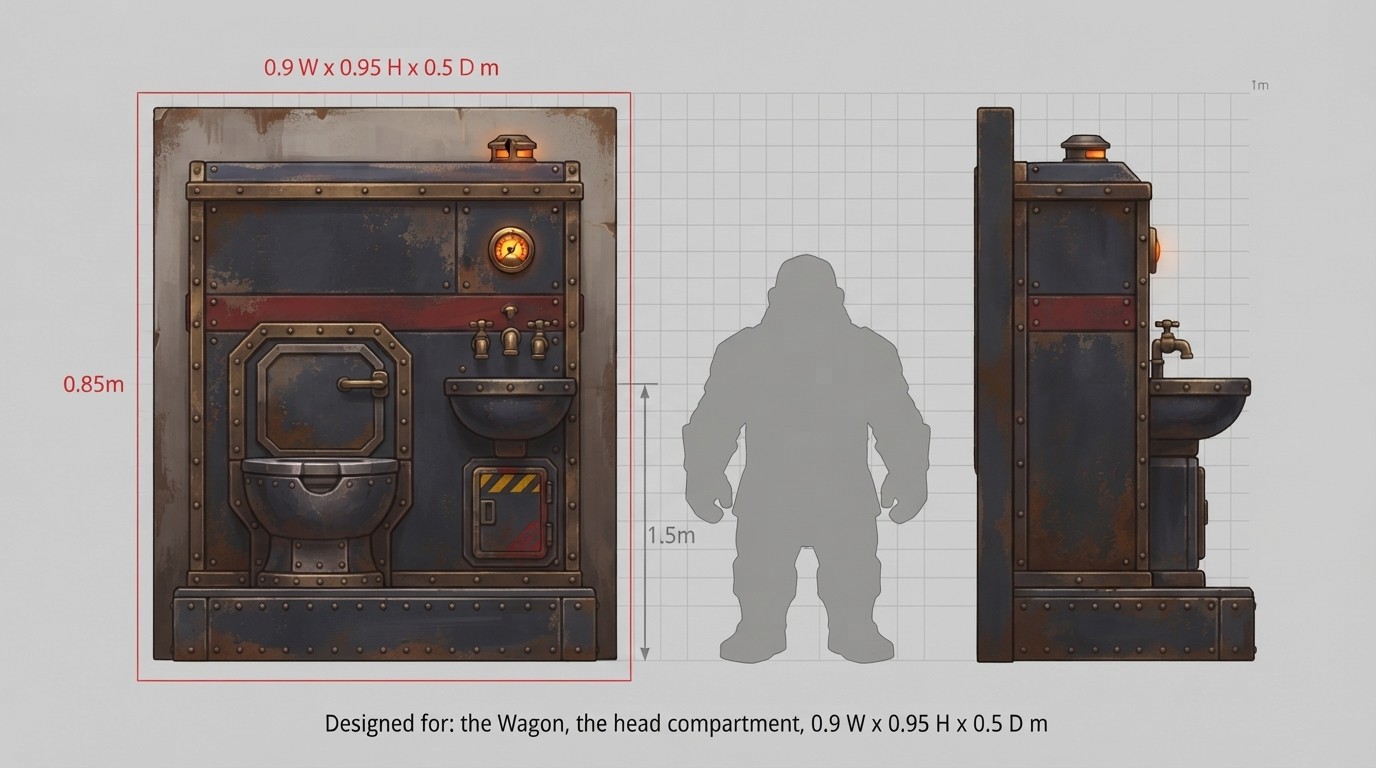 0.9 W x 0.95 H x 0.5 D m
1m
0.85m
1.5m
Designed for: the Wagon, the head compartment, 0.9 W x 0.95 H x 0.5 D m